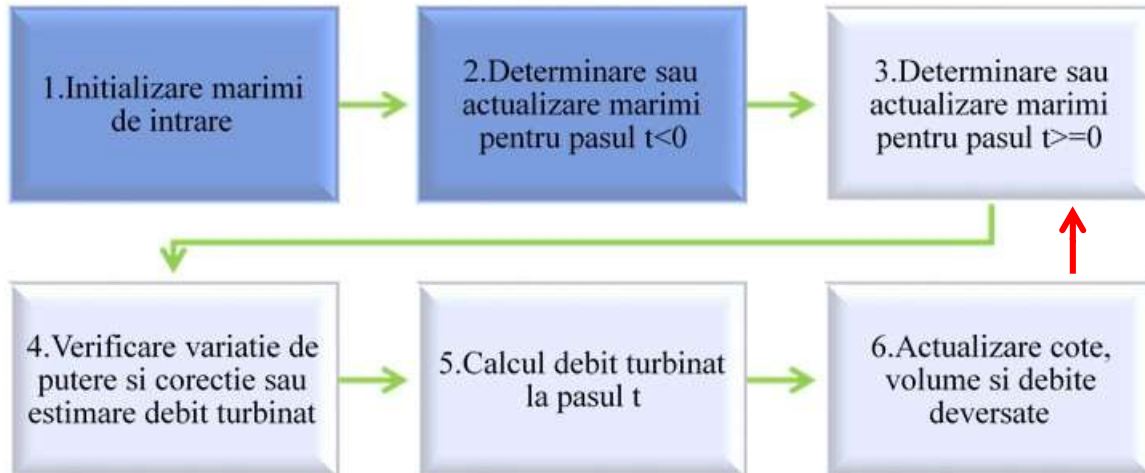 1.Initializare marimi
de intrare
2.Determinare sau
actualizare marimi
pentru pasul t<0
3.Determinare sau
actualizare marimi
pentru pasul t>=0
4.Verificare variatie de
putere si corectie sau
estimare debit turbinat
5.Calcul debit turbinat
la pasul t
6.Actualizare cote,
volume si debite
deversate